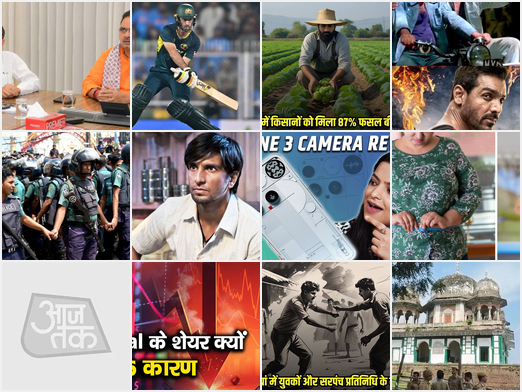 में किसानों को मिला 87% फसल बी
NE 3 CAMERA RE
आज
तक
al के शेयर क्यों
5 कारण
में युवकों और सरपंच प्रतिनिधि के